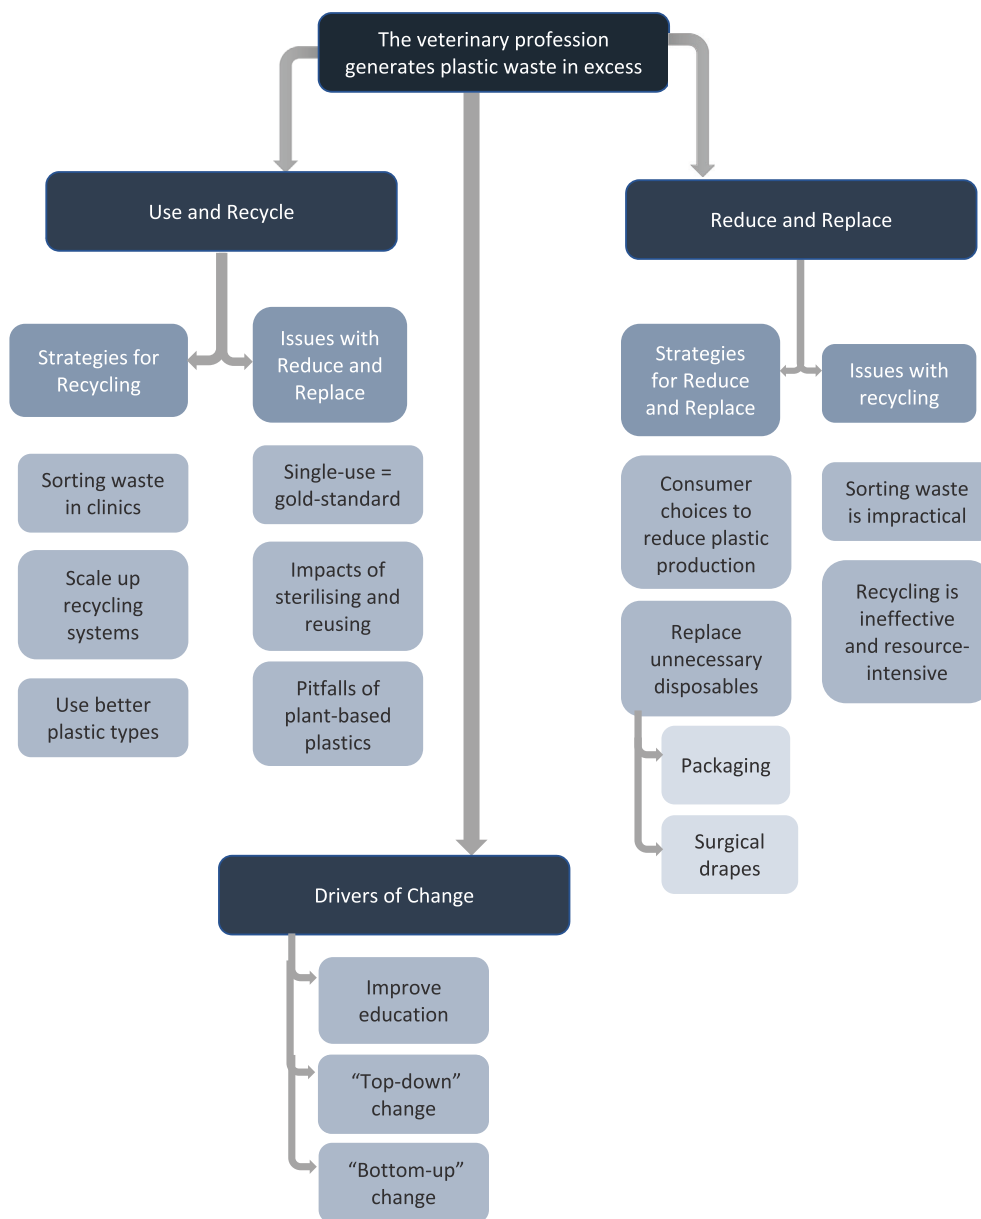 The veterinary profession
generates plastic waste in excess
Use and Recycle
Reduce and Replace
Strategies for
Recycling
Issues with
Reduce and
Replace
Strategies
for Reduce
and Replace
Issues with
recycling
Sorting waste
in clinics
Single-use =
gold-standard
Consumer
choices to
reduce plastic
production
Sorting waste
is impractical
Scale up
recycling
systems
Impacts of
sterilising and
reusing
Replace
unnecessary
disposables
Recycling is
ineffective
and resource-
intensive
Use better
plastic types
Pitfalls of
plant-based
plastics
Packaging
Surgical
drapes
Drivers of Change
Improve
education
“Top-down”
change
“Bottom-up”
change